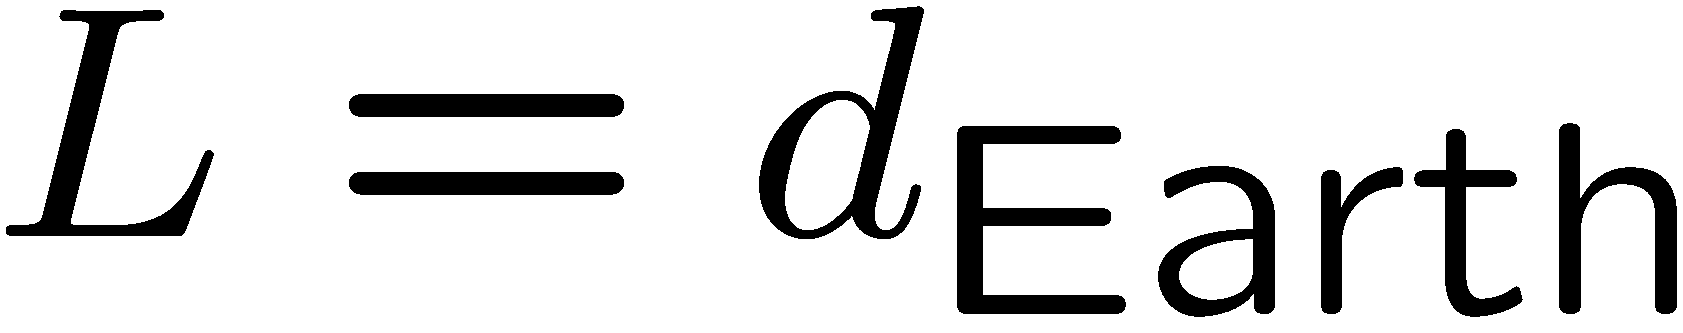 L = d_Earth